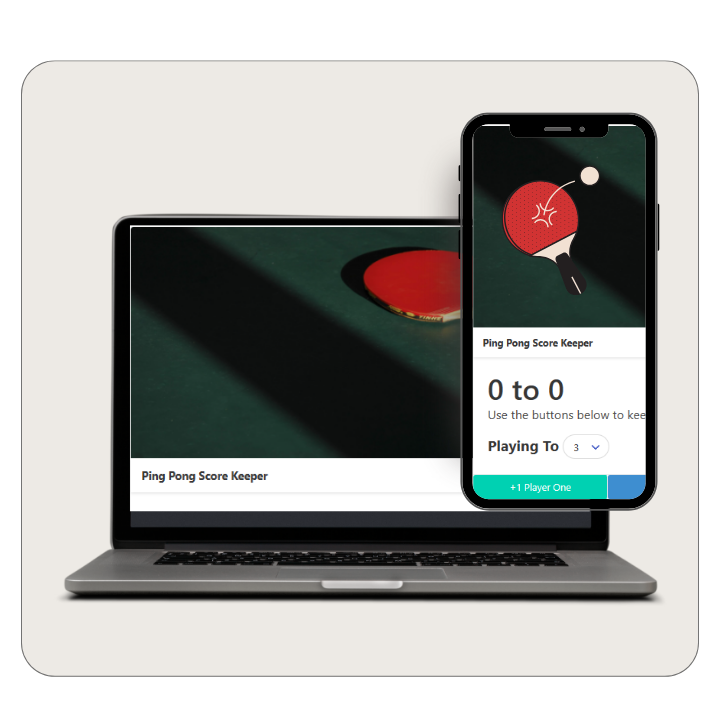 Ping Pong Score Keeper
Ping Pong Score Keeper
0 to 0
Use the buttons below to kee
Playing To 3
+1 Player One